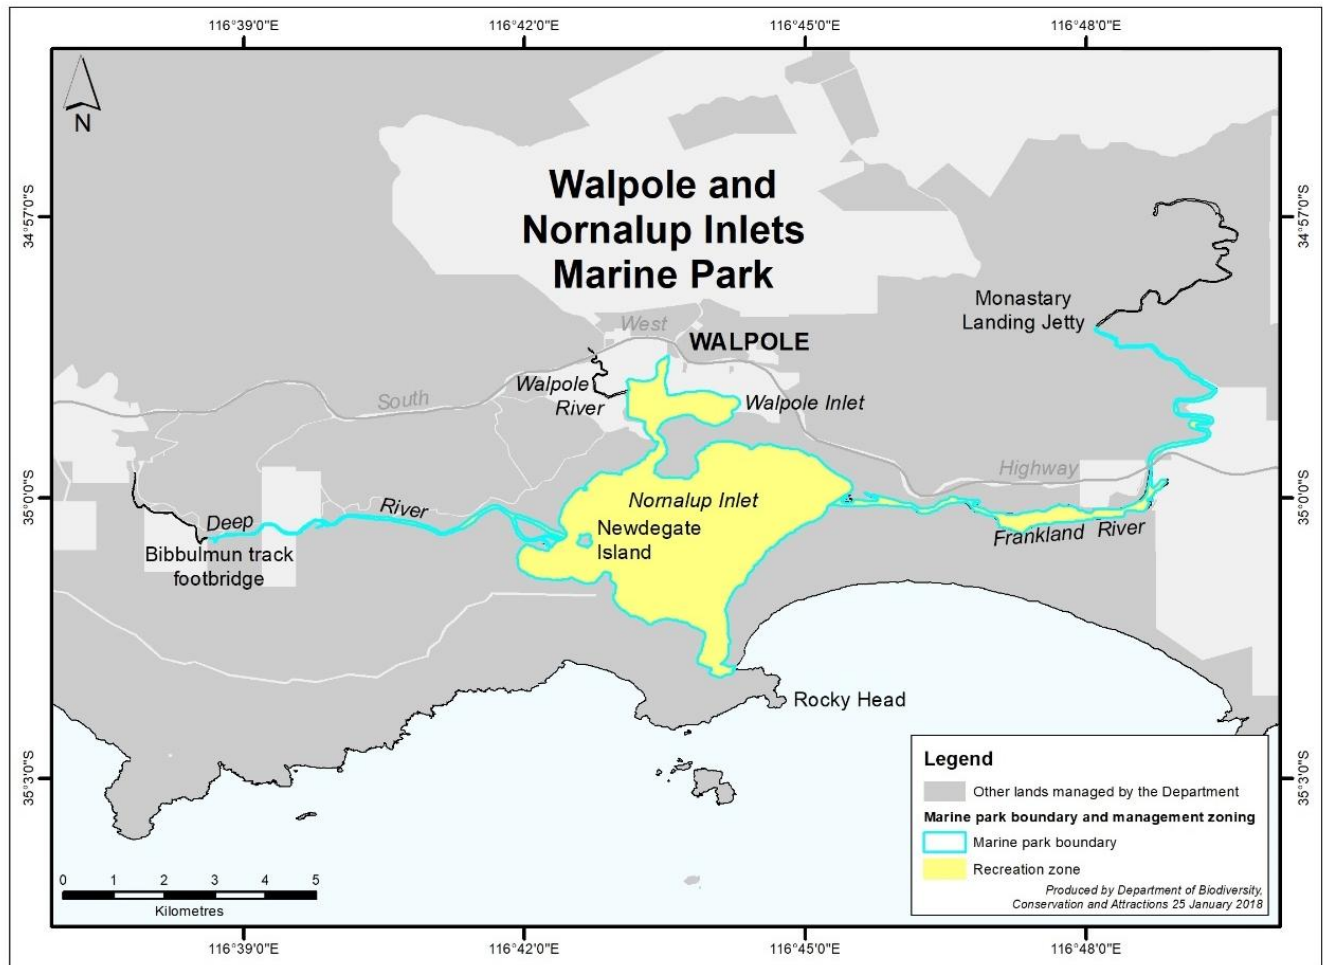 116°39'0"E
116°42'0"E
116°45'0"E
116°48'0"E
N
Walpole and
Nornalup Inlets
Marine Park
34°57'0"S
34°57'0"S
Monastary
Landing Jetty
West
WALPOLE
Walpole
River
South
Walpole Inlet
Highway
35°0'0"S
35°0'0"S
Nornalup Inlet
River
Deep
Newdegate
Island
Frankland River
Bibbulmun track
footbridge
Rocky Head
35°3'0"S
35°3'0"S
Legend
Other lands managed by the Department
Marine park boundary and management zoning
Marine park boundary
Recreation zone
Produced by Department of Biodiversity,
Conservation and Attractions 25 January 2018
0 1 2 3 4 5
Kilometres
116°39'0"E
116°42'0"E
116°45'0"E
116°48'0"E